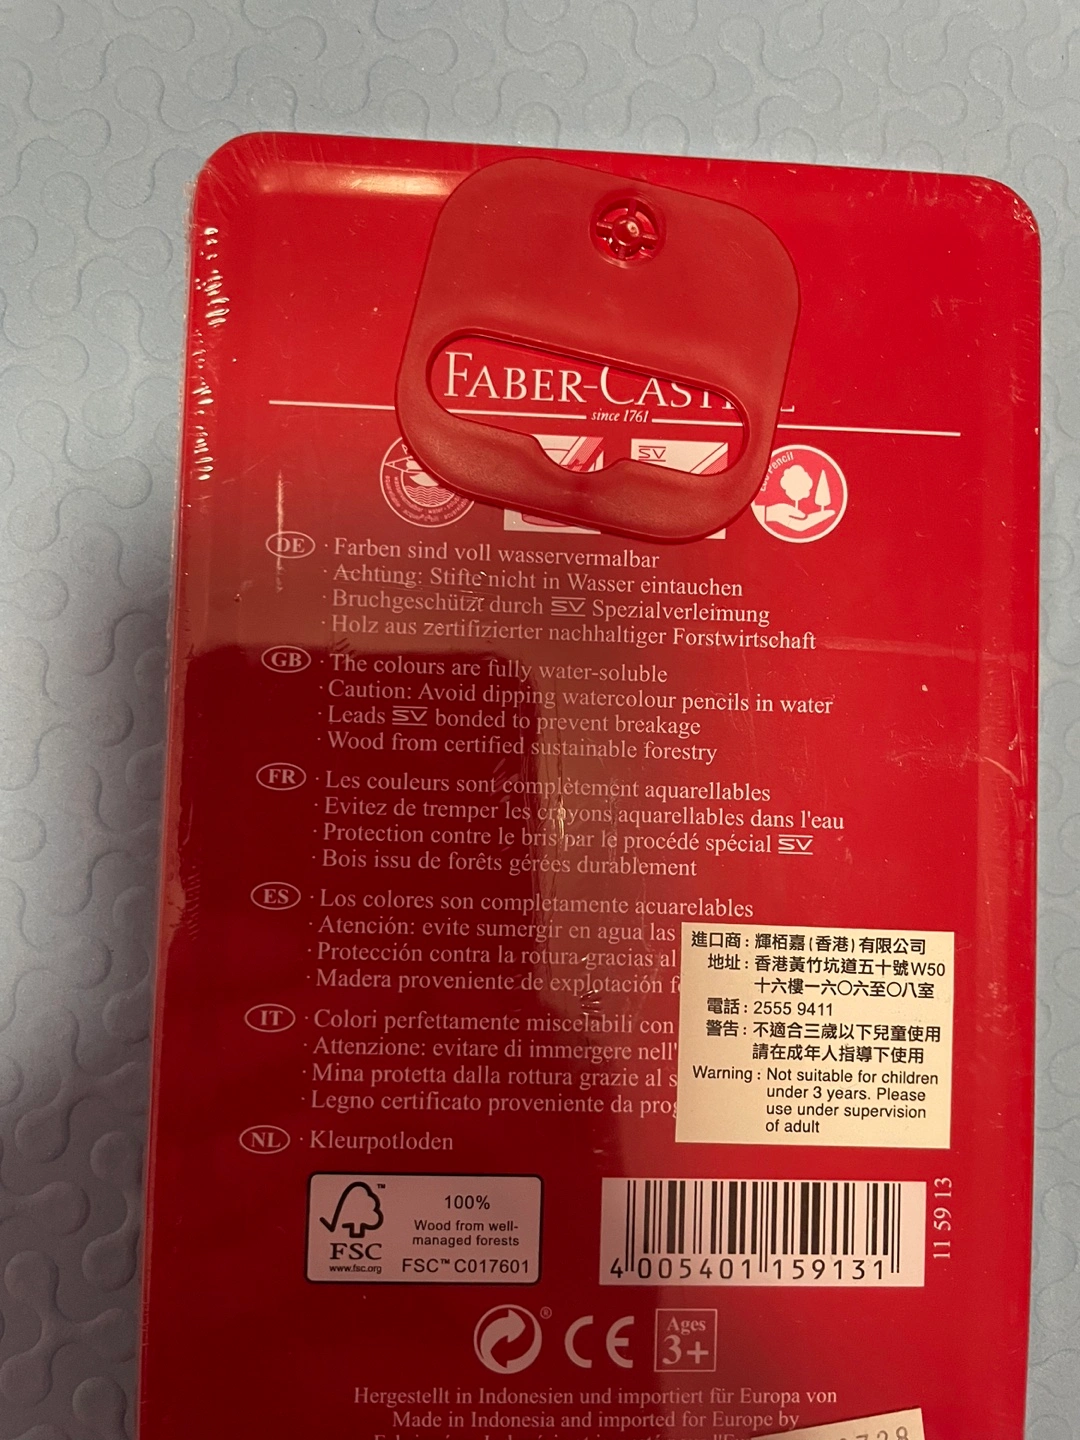 FABER-CAST
since 1761
SV
Eco Pencil
DE · Farben sind voll wasservermalbar
· Achtung: Stifte nicht in Wasser eintauchen
· Bruchgeschützt durch SV Spezialverleimung
· Holz aus zertifizierter nachhaltiger Forstwirtschaft
GB · The colours are fully water-soluble
· Caution: Avoid dipping watercolour pencils in water
· Leads SV bonded to prevent breakage
· Wood from certified sustainable forestry
FR · Les couleurs sont complètement aquarellables
· Evitez de tremper les crayons aquarellables dans l'eau
· Protection contre le bris par le procédé spécial SV
· Bois issu de forêts gérées durablement
ES · Los colores son completamente acuarelables
· Atención: evite sumergir en agua las
· Protección contra la rotura gracias al
· Madera proveniente de explotación
IT · Colori perfettamente miscelabili con
· Attenzione: evitare di immergere nell'
· Mina protetta dalla rottura grazie al
· Legno certificato proveniente da
NL · Kleurpotloden
進口商：輝栢嘉(香港)有限公司
地址：香港黃竹坑道五十號W50
十六樓一六〇六至〇八室
電話：2555 9411
警告：不適合三歲以下兒童使用
請在成年人指導下使用
Warning : Not suitable for children
under 3 years. Please
use under supervision
of adult
FSC™
www.fsc.org
100%
Wood from well-
managed forests
FSC™ C017601
4 005401 159131
11 59 13
® CE Ages
3+
Hergestellt in Indonesien und importiert für Europa von
Made in Indonesia and imported for Europe by